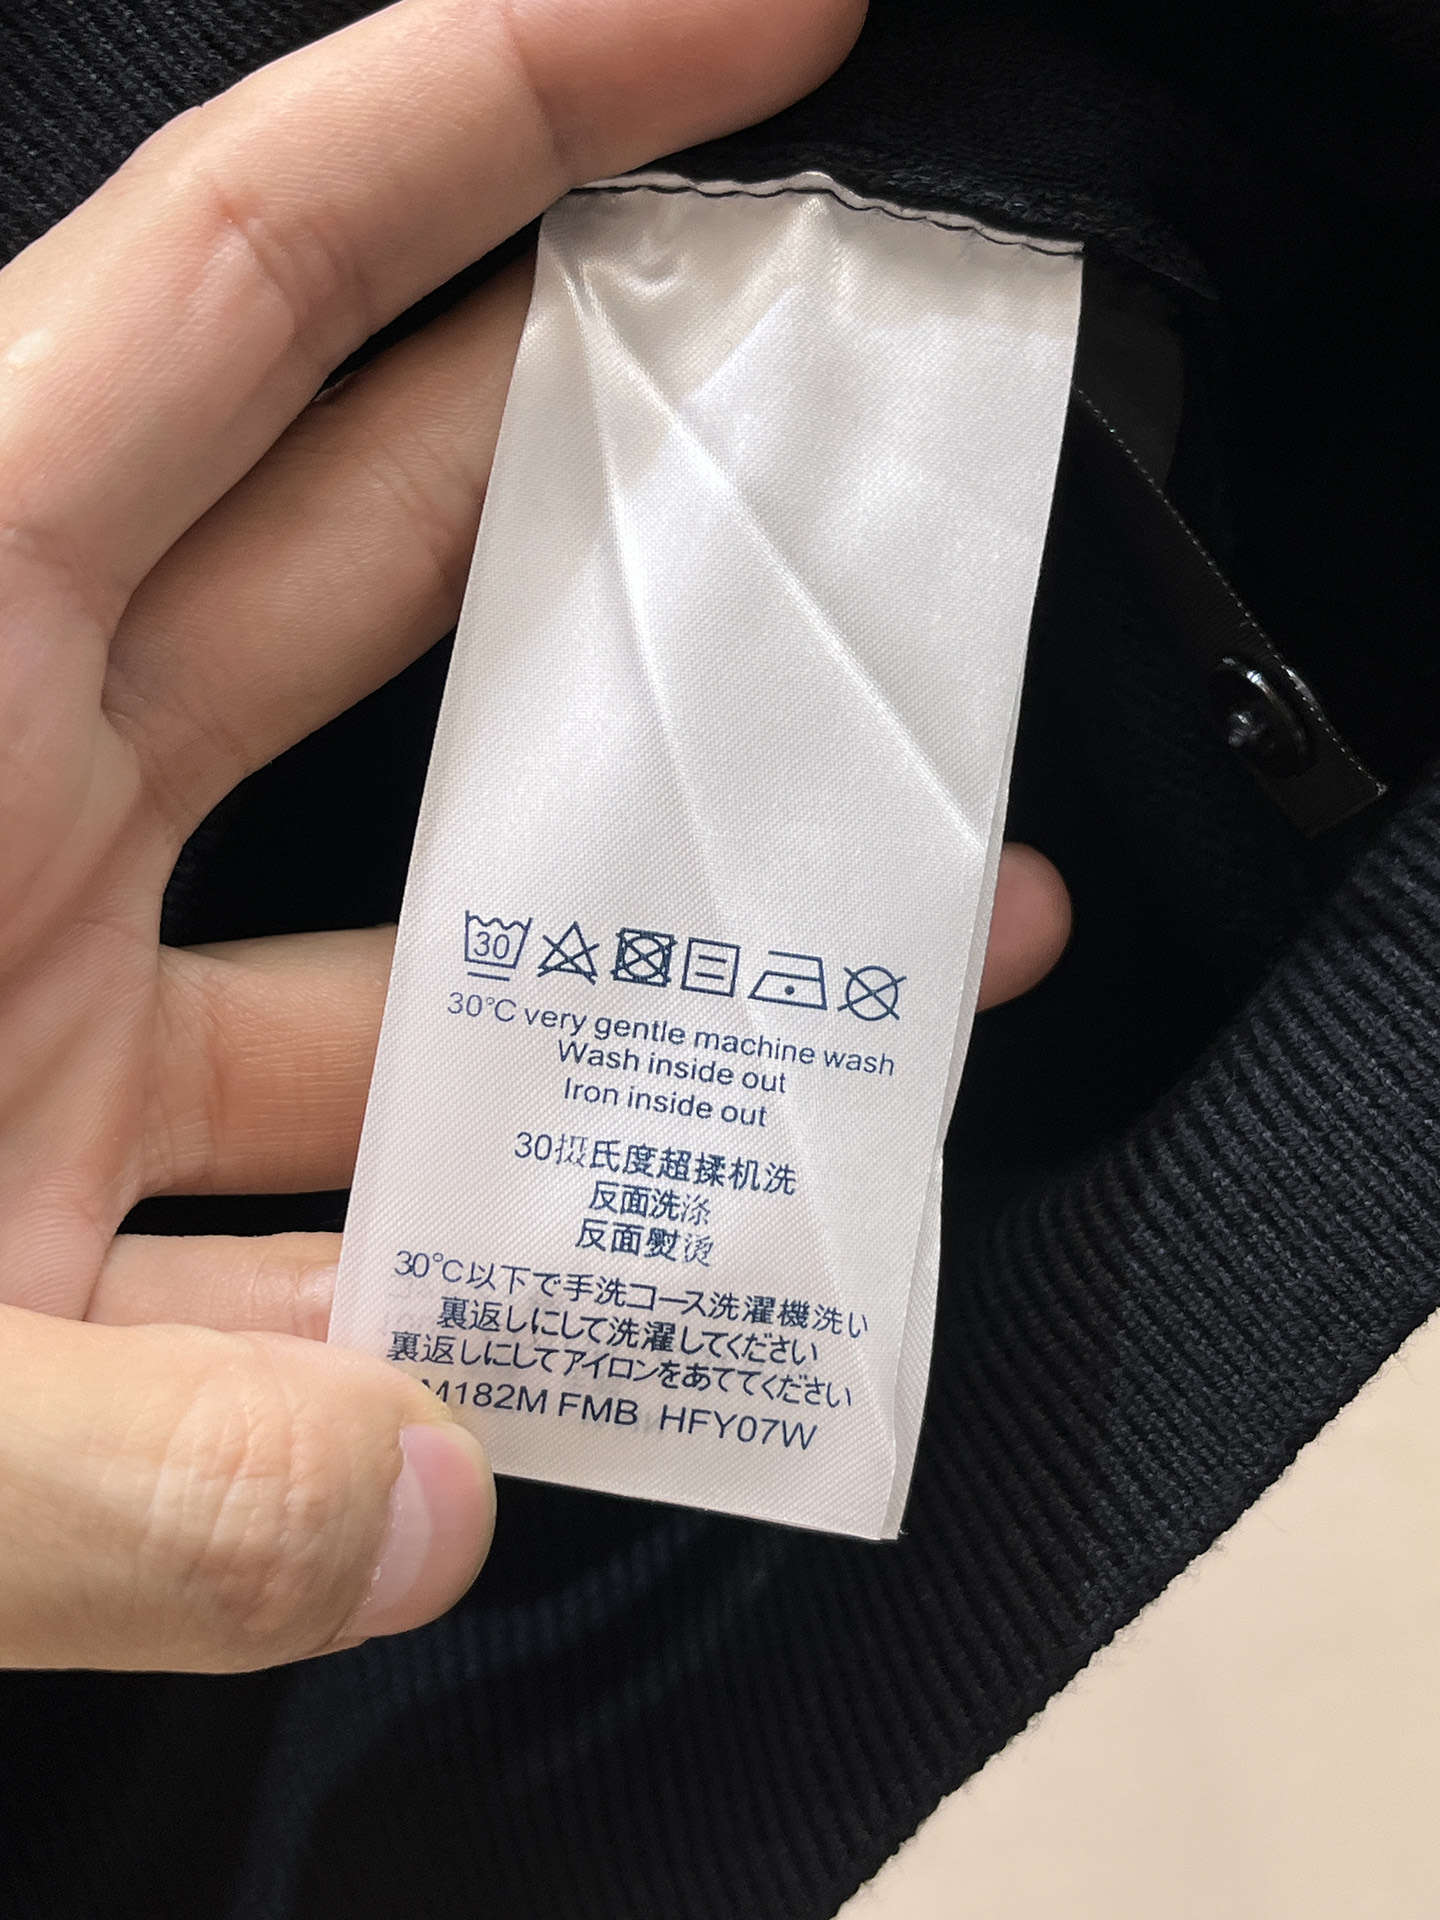 30
30°C very gentle machine wash
Wash inside out
Iron inside out
30摄氏度超揉机洗
反面洗涤
反面熨烫
30°C以下で手洗コース洗濯機洗い
裏返しにして洗濯してください
裏返しにしてアイロンをあててください
M182M FMB HFY07W